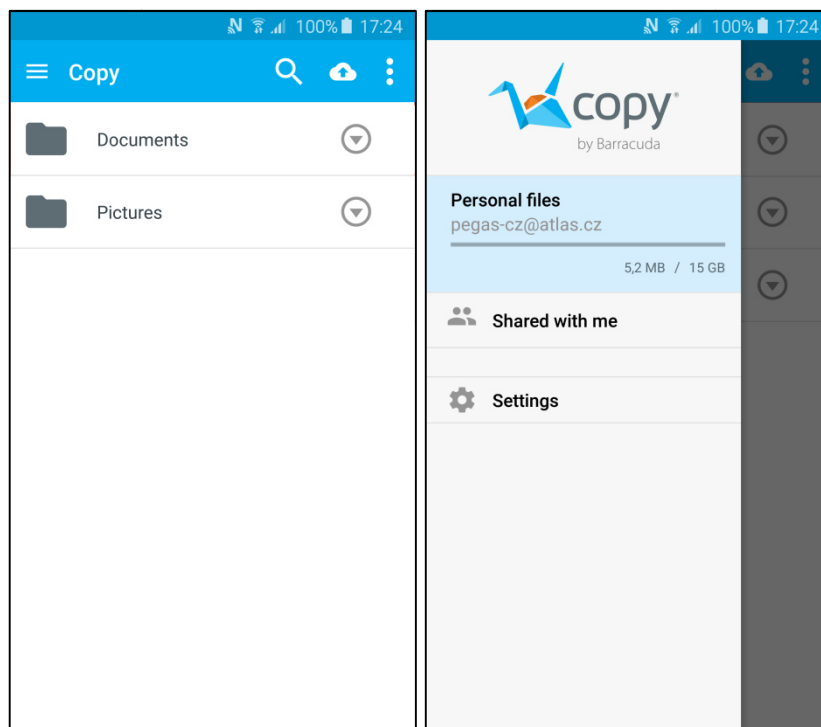 100% 17:24
Copy
Documents
Pictures
100% 17:24
copy®
by Barracuda
Personal files
pegas-cz@atlas.cz
5,2 MB / 15 GB
Shared with me
Settings